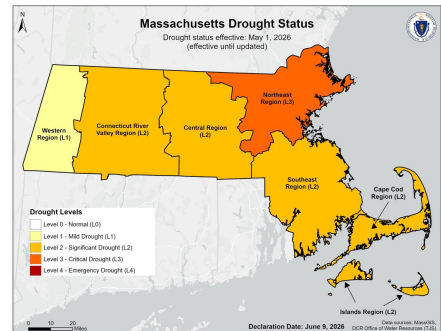 Massachusetts Drought Status
Drought status effective: May 1, 2026
(effective until updated)
N
Northeast
Region (L3)
Western
Region (L1)
Connecticut River
Valley Region (L2)
Central Region
(L2)
Southeast
Region (L2)
Cape Cod
Region (L2)
Islands Region (L2)
Drought Levels
Level 0 - Normal (L0)
Level 1 - Mild Drought (L1)
Level 2 - Significant Drought (L2)
Level 3 - Critical Drought (L3)
Level 4 - Emergency Drought (L4)
0 10 20
Miles
Declaration Date: June 9, 2026
Data sources: MassGIS,
DCR Office of Water Resources (TJS)